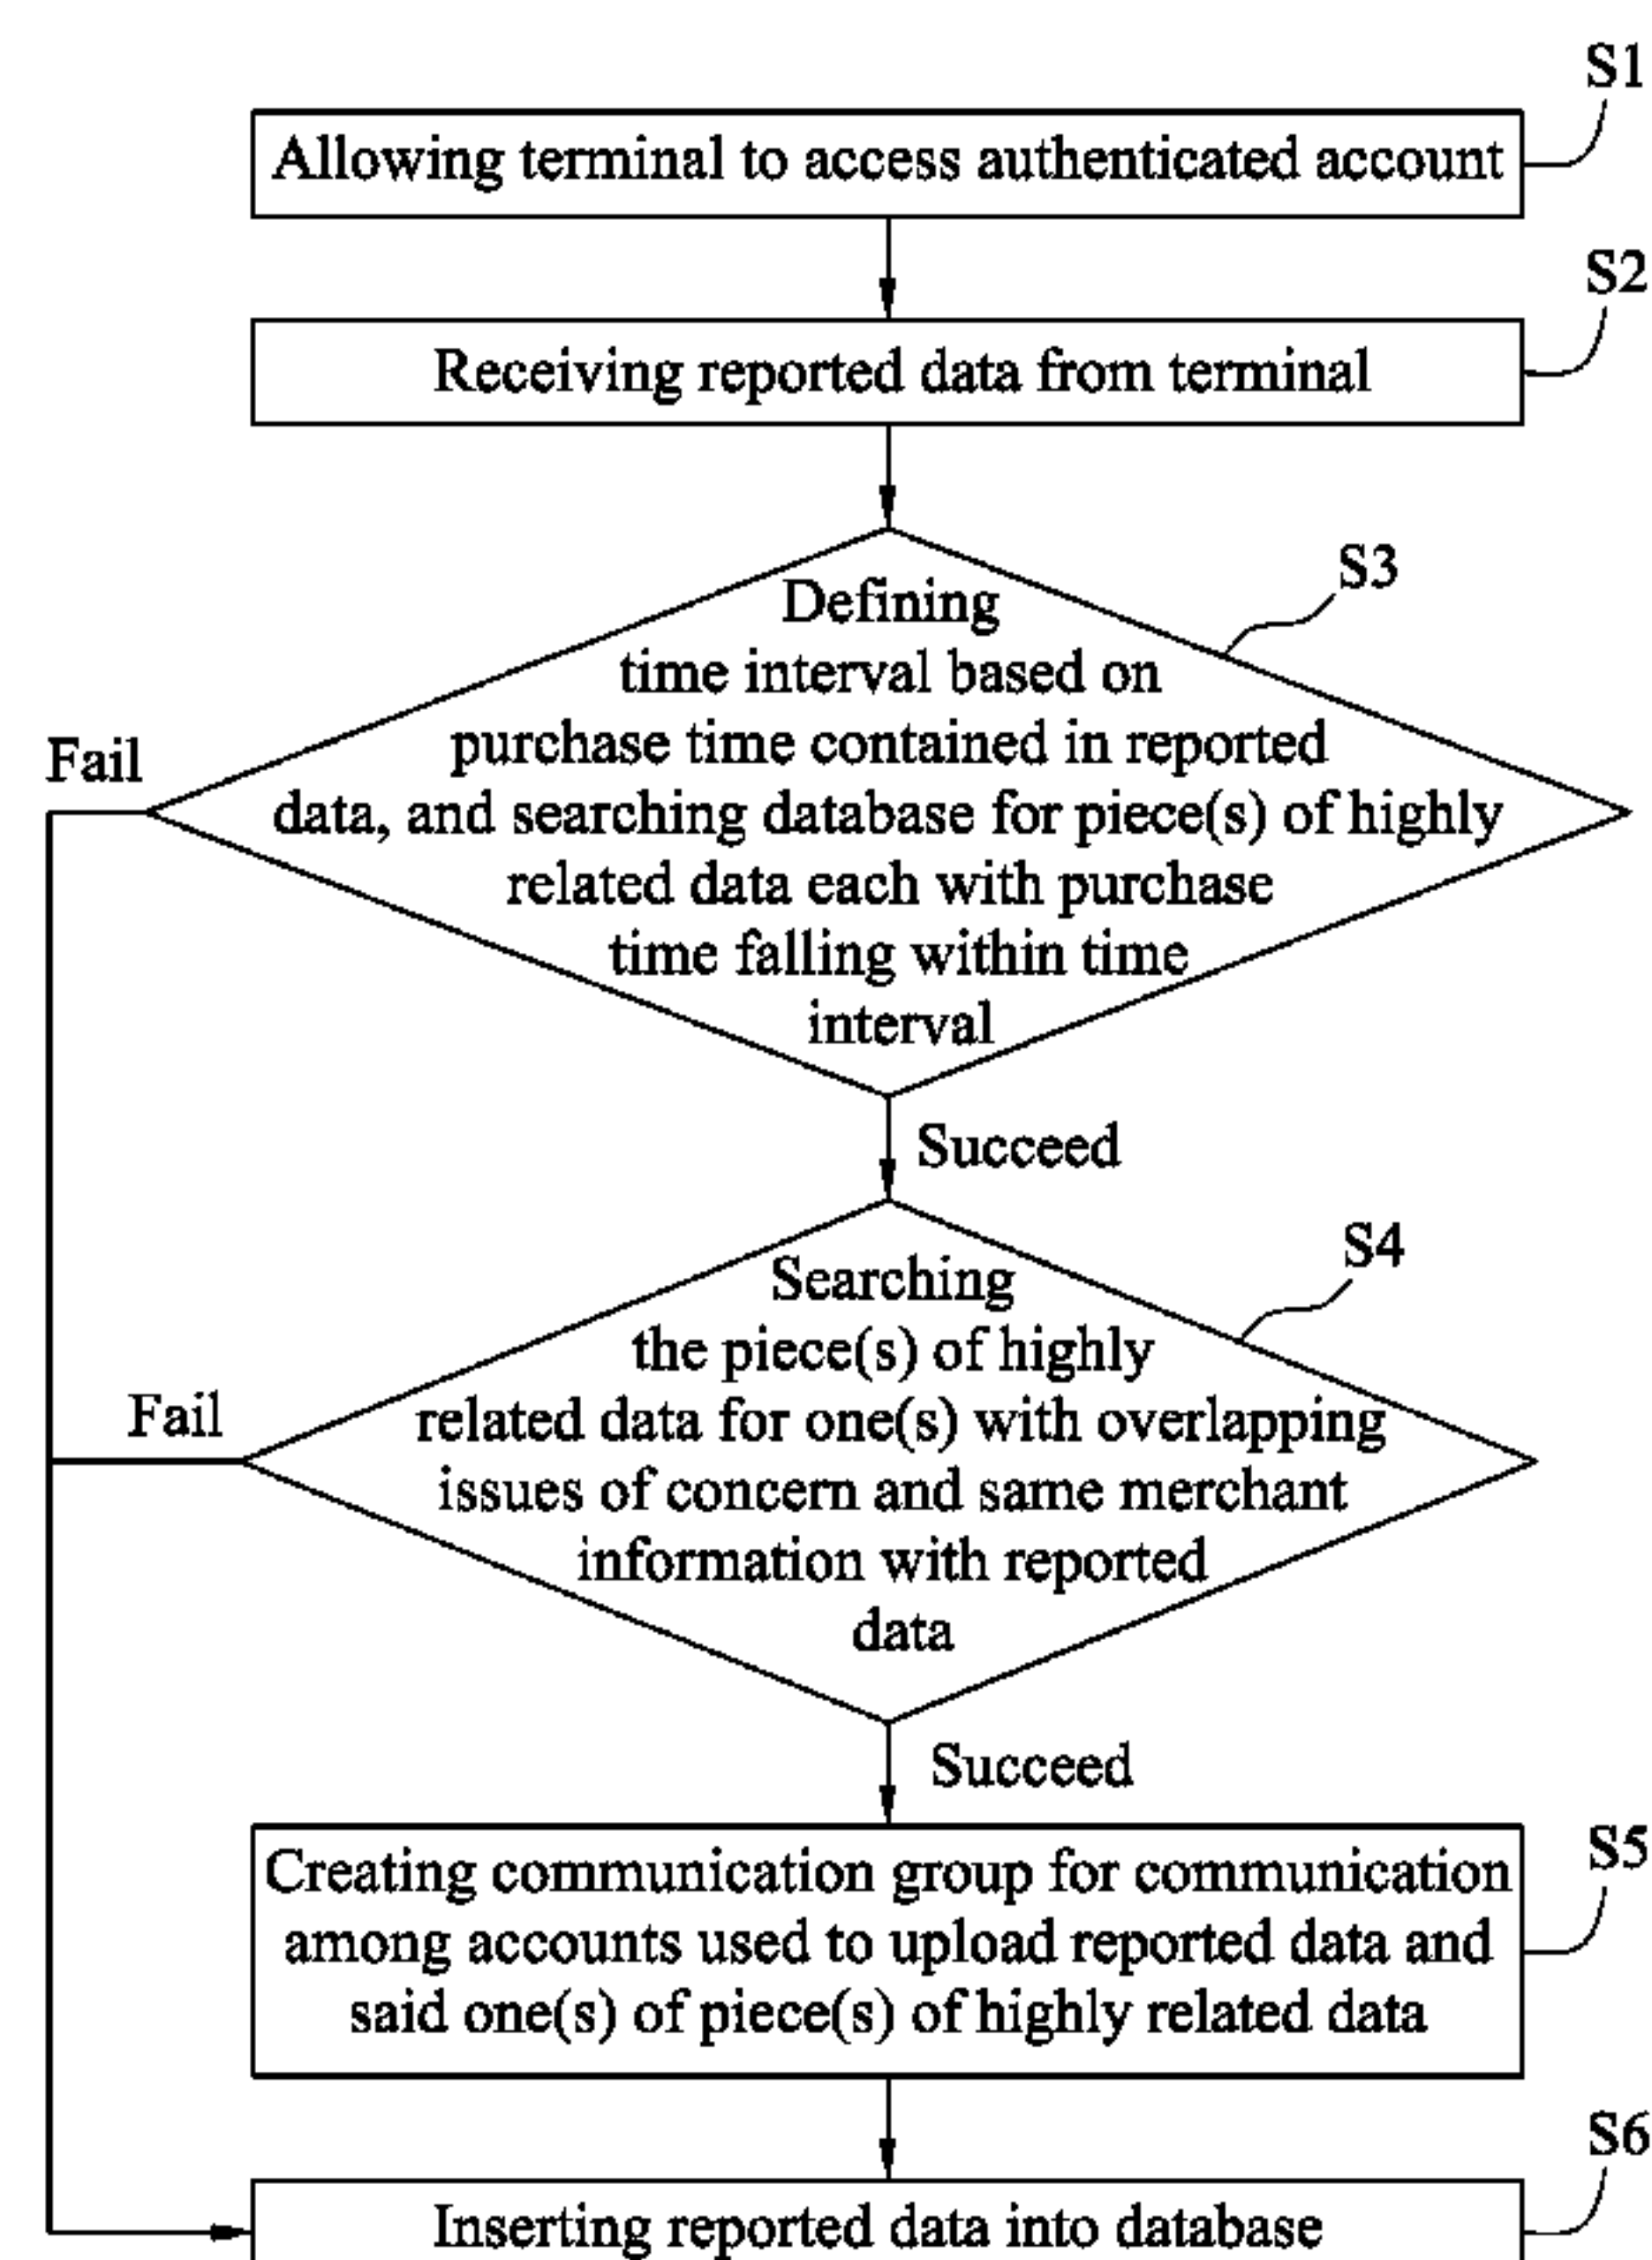 S1
Allowing terminal to access authenticated account
S2
Receiving reported data from terminal
S3
Defining
time interval based on
purchase time contained in reported
data, and searching database for piece(s) of highly
related data each with purchase
time falling within time
interval
Fail
Succeed
S4
Searching
the piece(s) of highly
related data for one(s) with overlapping
issues of concern and same merchant
information with reported
data
Fail
Succeed
S5
Creating communication group for communication
among accounts used to upload reported data and
said one(s) of piece(s) of highly related data
S6
Inserting reported data into database